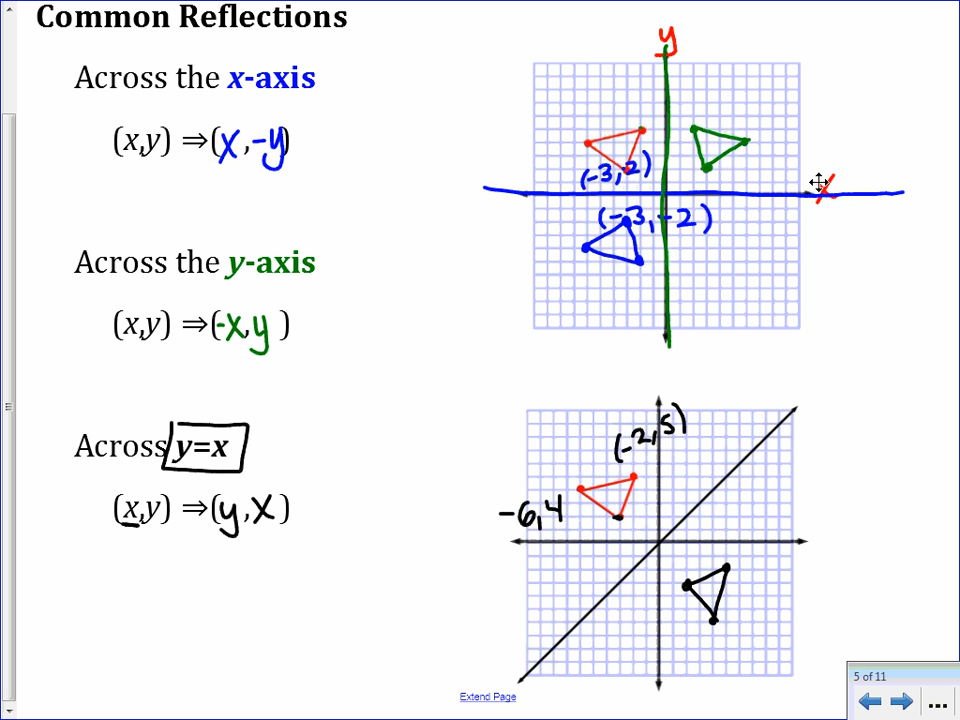 Common Reflections
Across the x-axis
(x,y) ⇒(x,-y)
Across the y-axis
(x,y) ⇒(-x,y )
Across y=x
(x,y) ⇒(y,x )
y
x
(-3,2)
(-3,-2)
(-2,5)
-6,4
Extend Page
5 of 11
...